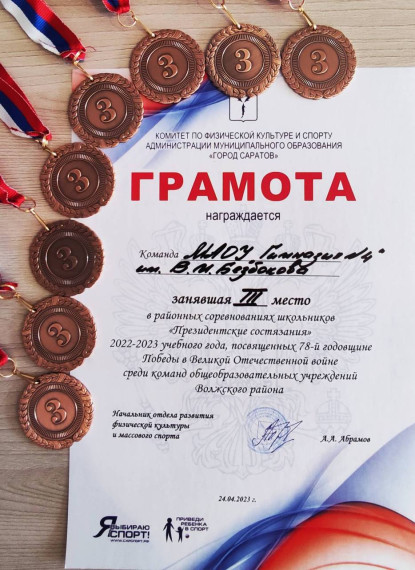 3
3
3
3
3
3
3
3
КОМИТЕТ ПО ФИЗИЧЕСКОЙ КУЛЬТУРЕ И СПОРТУ
АДМИНИСТРАЦИИ МУНИЦИПАЛЬНОГО ОБРАЗОВАНИЯ
«ГОРОД САРАТОВ»
ГРАМОТА
награждается
Команда МАОУ "Гимназия №4"
им. В.М. Безбокова
занявшая III место
в районных соревнованиях школьников
«Президентские состязания»
2022-2023 учебного года, посвященных 78-й годовщине
Победы в Великой Отечественной войне
среди команд общеобразовательных учреждений
Волжского района
Начальник отдела развития
физической культуры
и массового спорта
А.А. Абрамов
24.04.2023 г.
Я ВЫБИРАЮ
СПОРТ!
ПРИВЕДИ
РЕБЕНКА
В СПОРТ